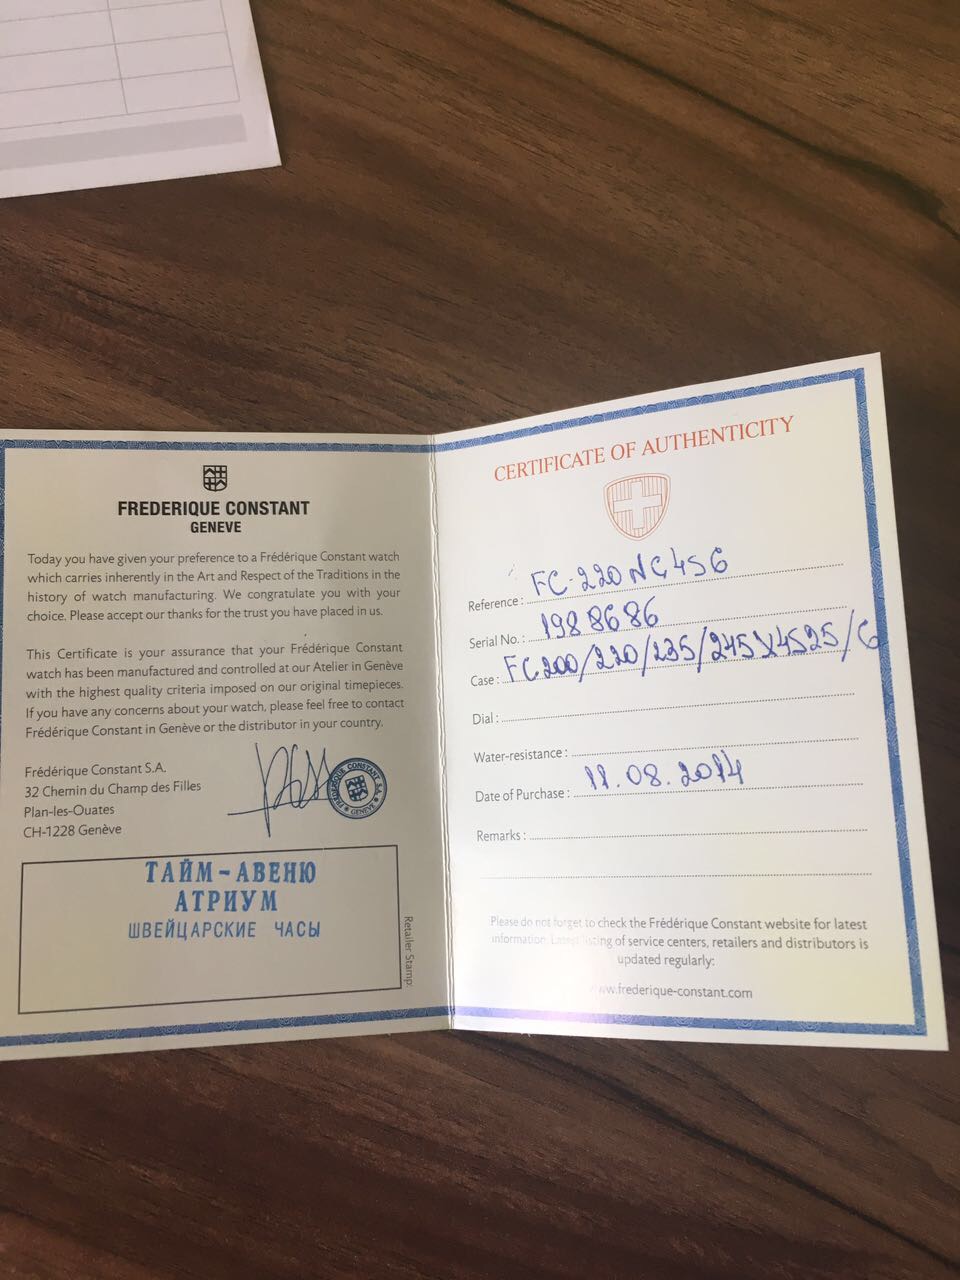 FREDERIQUE CONSTANT
GENEVE
Today you have given your preference to a Frédérique Constant watch
which carries inherently in the Art and Respect of the Traditions in the
history of watch manufacturing. We congratulate you with your
choice. Please accept our thanks for the trust you have placed in us.
This Certificate is your assurance that your Frédérique Constant
watch has been manufactured and controlled at our Atelier in Genève
with the highest quality criteria imposed on our original timepieces.
If you have any concerns about your watch, please feel free to contact
Frédérique Constant in Genève or the distributor in your country.
Frédérique Constant S.A.
32 Chemin du Champ des Filles
Plan-les-Ouates
CH-1228 Genève
FRÉDÉRIQUE CONSTANT S.A.
GENEVE
ТАЙМ-АВЕНЮ
АТРИУМ
ШВЕЙЦАРСКИЕ ЧАСЫ
Retailer Stamp:
CERTIFICATE OF AUTHENTICITY
Reference: FC-220NG4S6
Serial No.: 1988686
Case: FC200/220/235/245X4S25/6
Dial:
Water-resistance:
Date of Purchase: 11.08.2014
Remarks:
Please do not forget to check the Frédérique Constant website for latest
information. Latest listing of service centers, retailers and distributors is
updated regularly:
www.frederique-constant.com